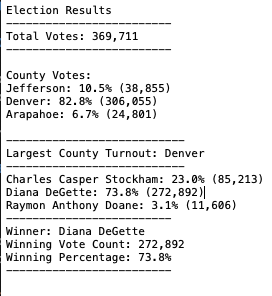 Election Results
-------------------------
Total Votes: 369,711
-------------------------
County Votes:
Jefferson: 10.5% (38,855)
Denver: 82.8% (306,055)
Arapahoe: 6.7% (24,801)
---------------------------
Largest County Turnout: Denver
---------------------------
Charles Casper Stockham: 23.0% (85,213)
Diana DeGette: 73.8% (272,892)
Raymon Anthony Doane: 3.1% (11,606)
-------------------------
Winner: Diana DeGette
Winning Vote Count: 272,892
Winning Percentage: 73.8%
-------------------------